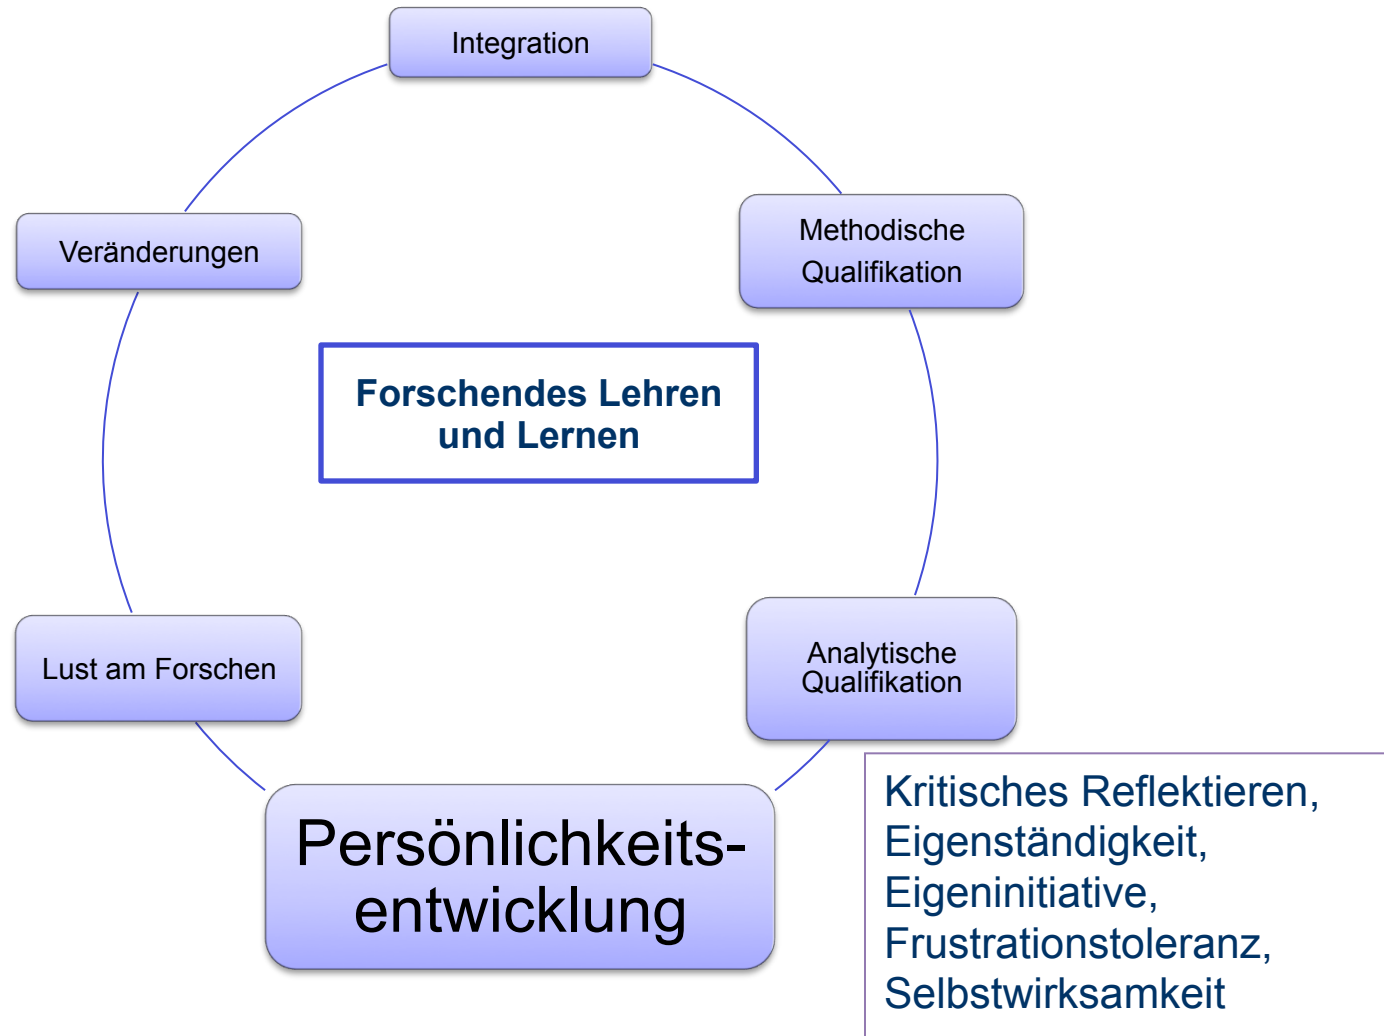 Integration
Methodische
Qualifikation
Veränderungen
Forschendes Lehren
und Lernen
Analytische
Qualifikation
Lust am Forschen
Persönlichkeits-
entwicklung
Kritisches Reflektieren,
Eigenständigkeit,
Eigeninitiative,
Frustrationstoleranz,
Selbstwirksamkeit